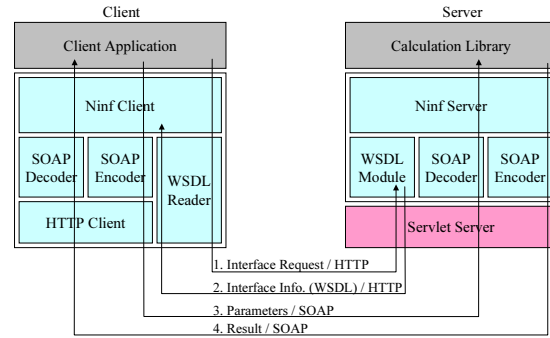 Client
Server
Client Application
Calculation Library
Ninf Client
Ninf Server
SOAP
Decoder
SOAP
Encoder
WSDL
Reader
WSDL
Module
SOAP
Decoder
SOAP
Encoder
HTTP Client
Servlet Server
1. Interface Request / HTTP
2. Interface Info. (WSDL) / HTTP
3. Parameters / SOAP
4. Result / SOAP